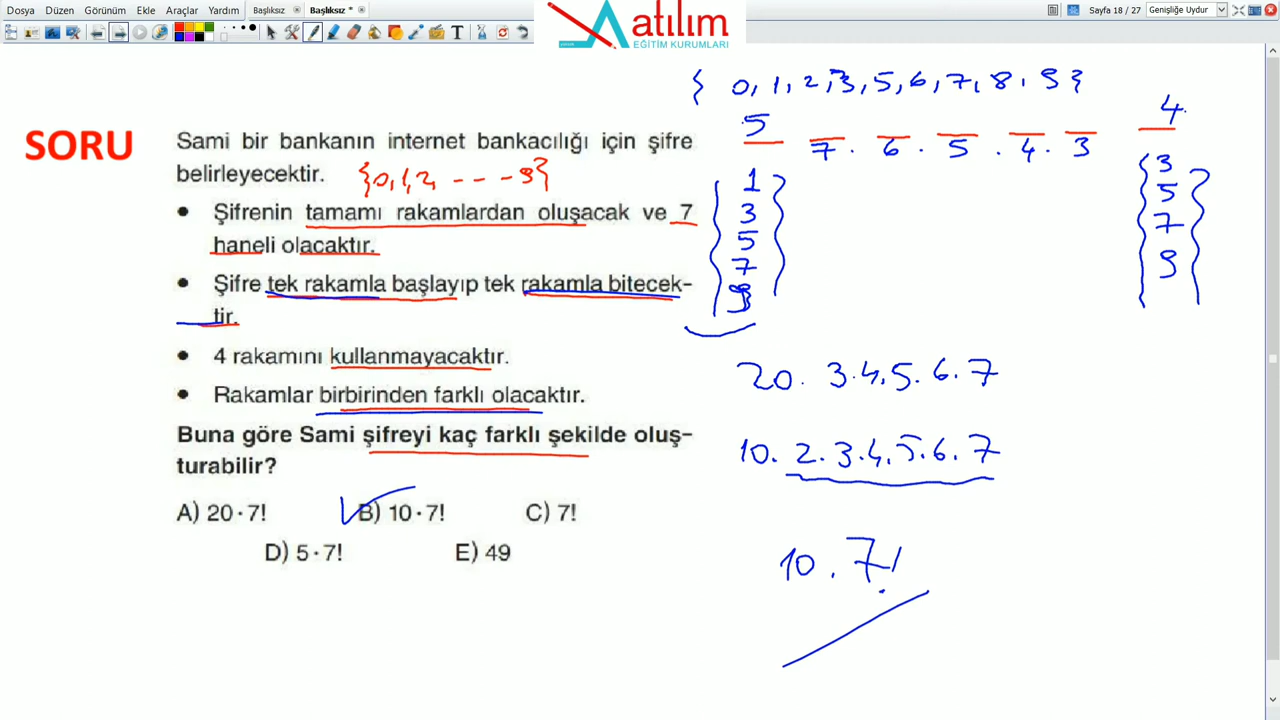 Dosya Düzen Görünüm Ekle Araçlar Yardım Başlıksız Başlıksız * Sayfa 18 / 27 Genişliğe Uydur
atılım
EĞİTİM KURUMLARI
SORU
Sami bir bankanın internet bankacılığı için şifre
belirleyecektir. {0,1,2, - - - - 9}
• Şifrenin tamamı rakamlardan oluşacak ve 7
haneli olacaktır.
• Şifre tek rakamla başlayıp tek rakamla bitecek-
tir.
• 4 rakamını kullanmayacaktır.
• Rakamlar birbirinden farklı olacaktır.
Buna göre Sami şifreyi kaç farklı şekilde oluş-
turabilir?
A) 20 · 7! B) 10 · 7! C) 7!
D) 5 · 7! E) 49
{ 0, 1, 2, 3, 5, 6, 7, 8, 9 }
5 7 . 6 . 5 . 4 . 3 4
1
3
5
7
9
3
5
7
9
20. 3.4.5.6.7
10. 2.3.4.5.6.7
10 . 7!